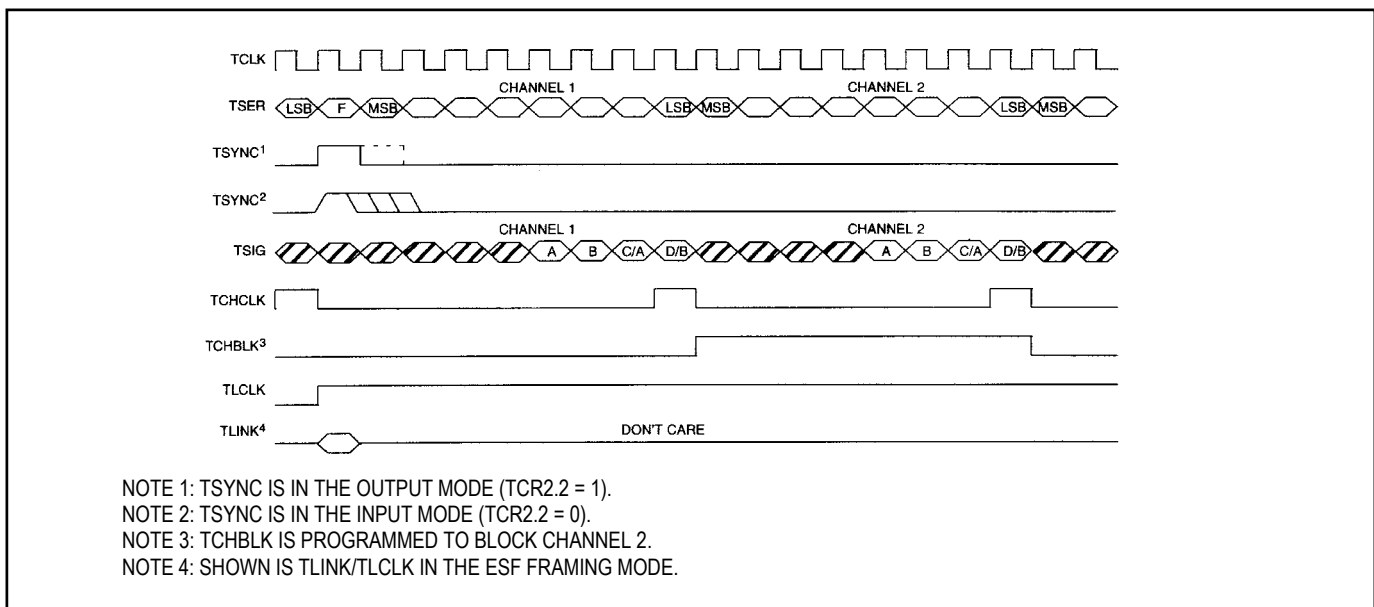 TCLK
CHANNEL 1 CHANNEL 2
TSER LSB F MSB LSB MSB LSB MSB
TSYNC1
TSYNC2
CHANNEL 1 CHANNEL 2
TSIG A B C/A D/B A B C/A D/B
TCHCLK
TCHBLK3
TLCLK
TLINK4 DON'T CARE
NOTE 1: TSYNC IS IN THE OUTPUT MODE (TCR2.2 = 1).
NOTE 2: TSYNC IS IN THE INPUT MODE (TCR2.2 = 0).
NOTE 3: TCHBLK IS PROGRAMMED TO BLOCK CHANNEL 2.
NOTE 4: SHOWN IS TLINK/TLCLK IN THE ESF FRAMING MODE.